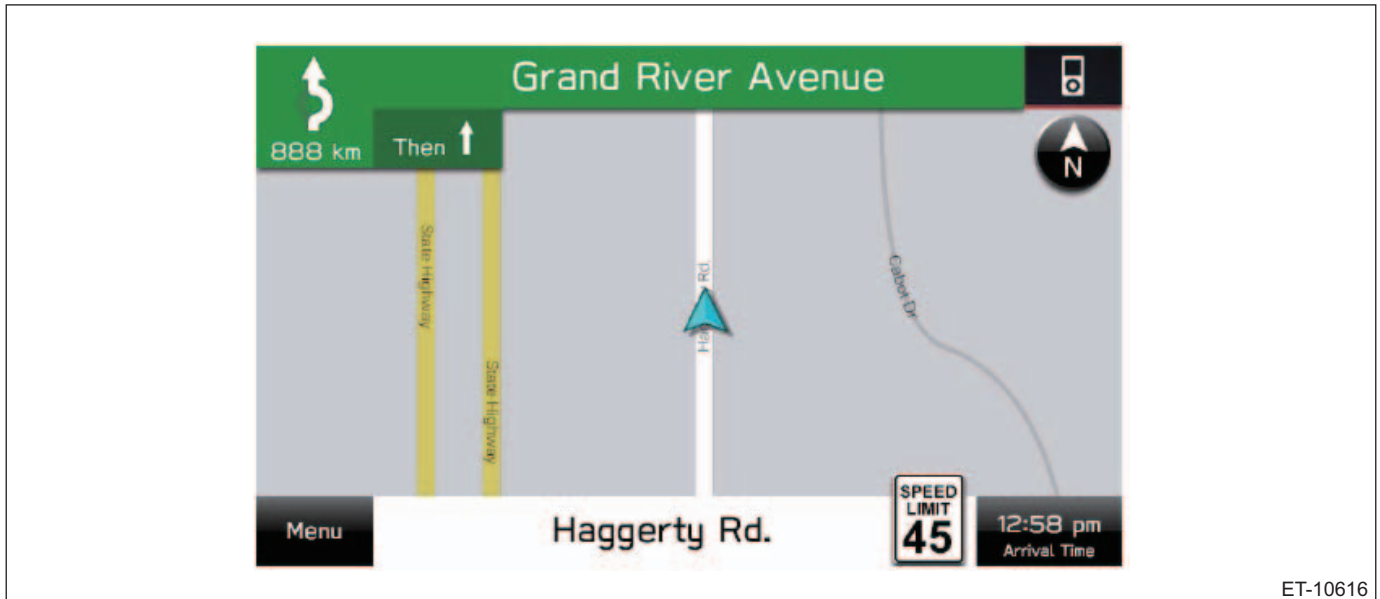 Grand River Avenue
888 km
Then
N
State Highway
State Highway
Rd.
Cabot Dr
Menu
Haggerty Rd.
SPEED
LIMIT
45
12:58 pm
Arrival Time
ET-10616